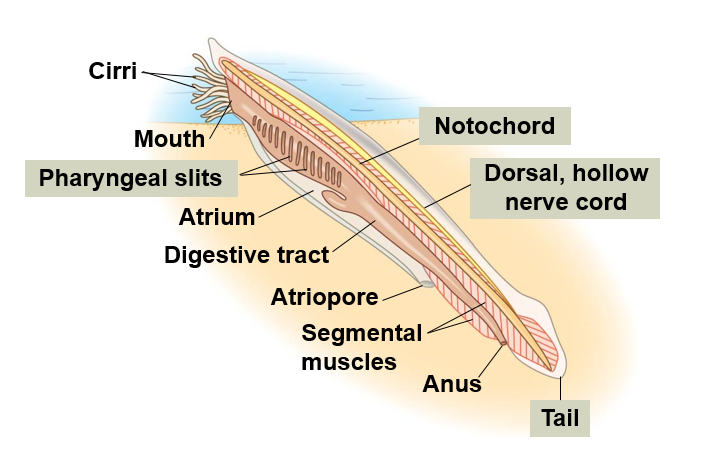 Cirri
Mouth
Notochord
Pharyngeal slits
Dorsal, hollow
nerve cord
Atrium
Digestive tract
Atriopore
Segmental
muscles
Anus
Tail